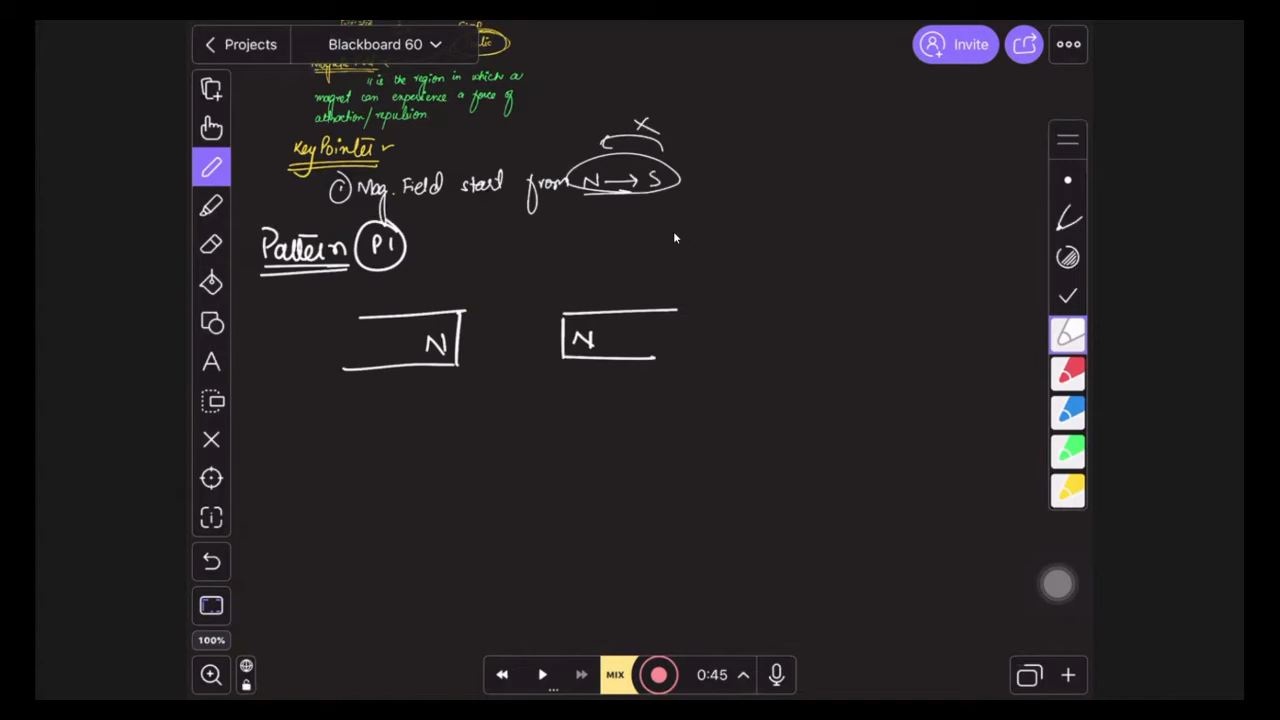 Projects
Blackboard 60
Invite
is the region in which a
magnet can experience a force of
attraction/repulsion.
Key Pointer
① Mag. Field start from N → S
X
Pattern P1
N
N
A
100%
MIX
0:45